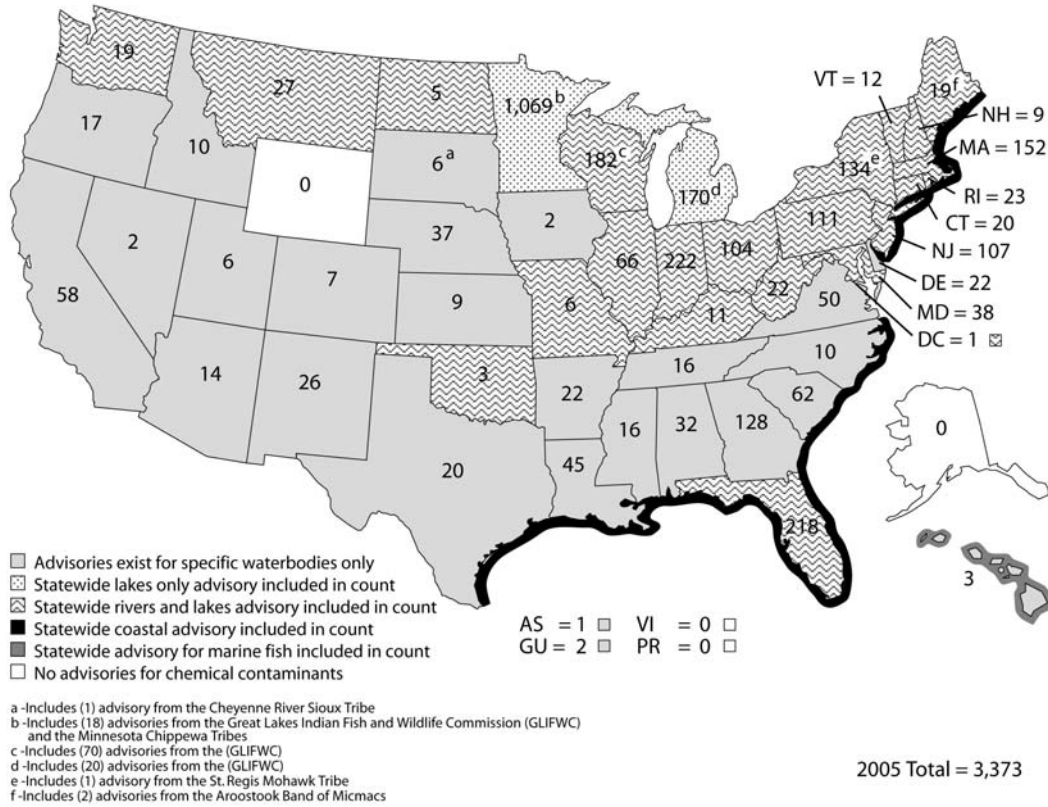 19
27
5
1,069 b
VT = 12
19 f
17
10
6 a
182 c
134 e
NH = 9
MA = 152
0
170 d
RI = 23
CT = 20
2
37
2
111
NJ = 107
6
7
66
222
104
DE = 22
58
9
6
22
50
MD = 38
11
DC = 1
14
26
3
22
16
10
0
62
20
45
16
32
128
218
3
Advisories exist for specific waterbodies only
Statewide lakes only advisory included in count
Statewide rivers and lakes advisory included in count
Statewide coastal advisory included in count
Statewide advisory for marine fish included in count
No advisories for chemical contaminants
AS = 1 VI = 0
GU = 2 PR = 0
a -Includes (1) advisory from the Cheyenne River Sioux Tribe
b -Includes (18) advisories from the Great Lakes Indian Fish and Wildlife Commission (GLIFWC)
and the Minnesota Chippewa Tribes
c -Includes (70) advisories from the (GLIFWC)
d -Includes (20) advisories from the (GLIFWC)
e -Includes (1) advisory from the St. Regis Mohawk Tribe
f -Includes (2) advisories from the Aroostook Band of Micmacs
2005 Total = 3,373